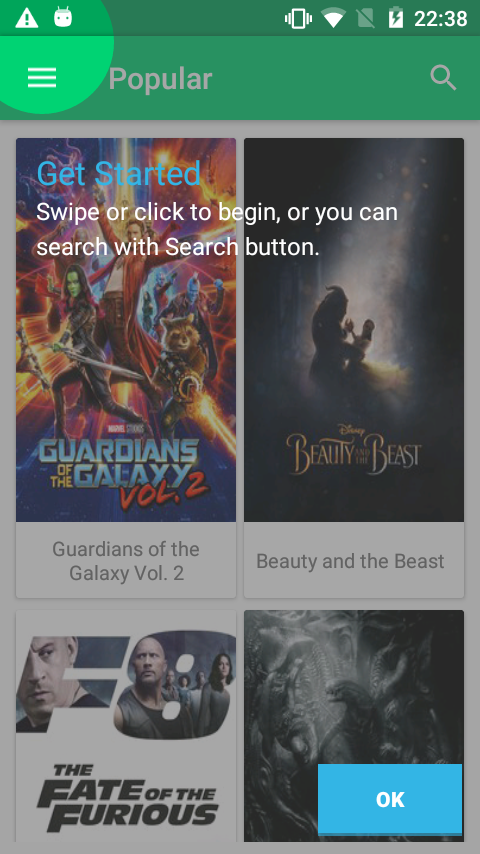 22:38
Popular
Get Started
Swipe or click to begin, or you can
search with Search button.
MARVEL STUDIOS
GUARDIANS
OF THE GALAXY
VOL. 2
Disney
BEAUTY AND THE BEAST
Guardians of the
Galaxy Vol. 2
Beauty and the Beast
F8
THE
FATE OF THE
FURIOUS
OK